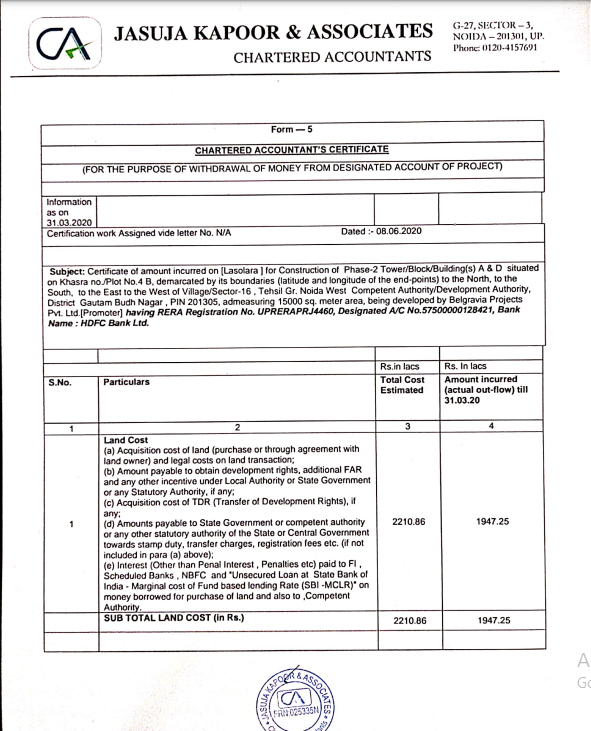 CA
JASUJA KAPOOR & ASSOCIATES
CHARTERED ACCOUNTANTS
G-27, SECTOR – 3,
NOIDA – 201301, UP.
Phone: 0120-4157691
Form — 5
CHARTERED ACCOUNTANT'S CERTIFICATE
(FOR THE PURPOSE OF WITHDRAWAL OF MONEY FROM DESIGNATED ACCOUNT OF PROJECT)
Information
as on
31.03.2020
Certification work Assigned vide letter No. N/A Dated :- 08.06.2020
Subject: Certificate of amount incurred on [Lasolara ] for Construction of Phase-2 Tower/Block/Building(s) A & D situated
on Khasra no./Plot No.4 B, demarcated by its boundaries (latitude and longitude of the end-points) to the North, to the
South, to the East to the West of Village/Sector-16 , Tehsil Gr. Noida West Competent Authority/Development Authority,
District Gautam Budh Nagar , PIN 201305, admeasuring 15000 sq. meter area, being developed by Belgravia Projects
Pvt. Ltd.[Promoter] having RERA Registration No. UPRERAPRJ4460, Designated A/C No.57500000128421, Bank
Name : HDFC Bank Ltd.
Rs.in lacs Rs. In lacs
S.No. Particulars Total Cost Estimated Amount incurred (actual out-flow) till 31.03.20
1 2 3 4
Land Cost
(a) Acquisition cost of land (purchase or through agreement with
land owner) and legal costs on land transaction;
(b) Amount payable to obtain development rights, additional FAR
and any other incentive under Local Authority or State Government
or any Statutory Authority, if any;
(c) Acquisition cost of TDR (Transfer of Development Rights), if
any;
(d) Amounts payable to State Government or competent authority
1 or any other statutory authority of the State or Central Government 2210.86 1947.25
towards stamp duty, transfer charges, registration fees etc. (if not
included in para (a) above);
(e) Interest (Other than Penal Interest , Penalties etc) paid to FI ,
Scheduled Banks , NBFC and "Unsecured Loan at State Bank of
India - Marginal cost of Fund based lending Rate (SBI -MCLR)" on
money borrowed for purchase of land and also to ,Competent
Authority.
SUB TOTAL LAND COST (in Rs.) 2210.86 1947.25
JASUJA KAPOOR & ASSOCIATES
CA
FRN:025335N